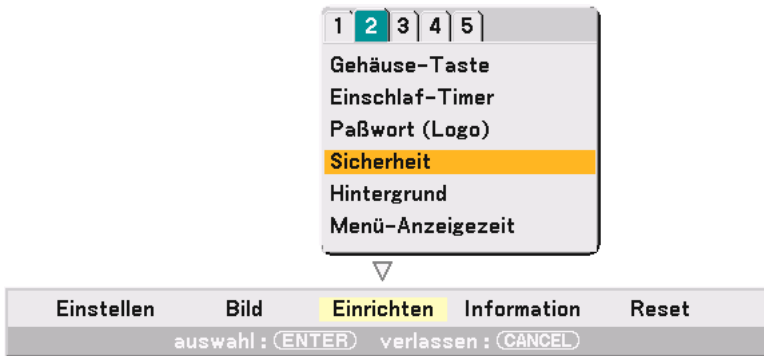 1 2 3 4 5
Gehäuse-Taste
Einschlaf-Timer
Paßwort (Logo)
Sicherheit
Hintergrund
Menü-Anzeigezeit
Einstellen Bild Einrichten Information Reset
auswahl : ENTER verlassen : CANCEL